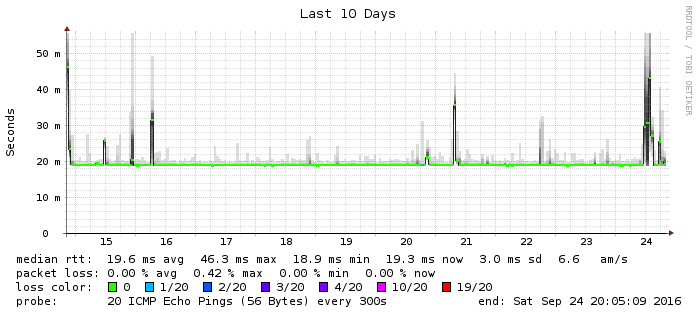 Last 10 Days
RRDTOOL / TOBI OETIKER
Seconds
50 m
40 m
30 m
20 m
10 m
0
15 16 17 18 19 20 21 22 23 24
median rtt: 19.6 ms avg 46.3 ms max 18.9 ms min 19.3 ms now 3.0 ms sd 6.6 am/s
packet loss: 0.00 % avg 0.42 % max 0.00 % min 0.00 % now
loss color: 0 1/20 2/20 3/20 4/20 10/20 19/20
probe: 20 ICMP Echo Pings (56 Bytes) every 300s end: Sat Sep 24 20:05:09 2016